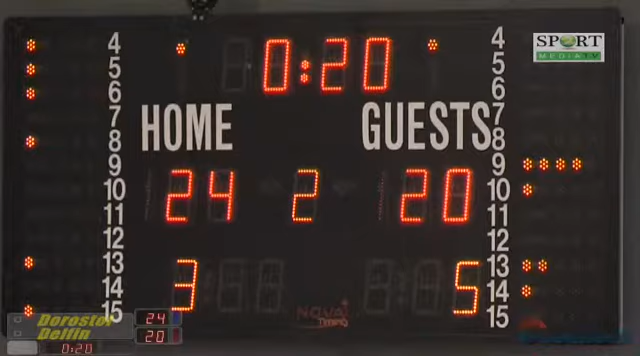 4 0:20 4
SPORT
MEDIA TV
5 5
6 6
7 7
HOME GUESTS
8 8
9 9
10 24 2 20 10
11 11
12 12
13 13
14 3 5 14
15 15
NOVA
Timing
Dorostol 24
Delfin 20
0:20